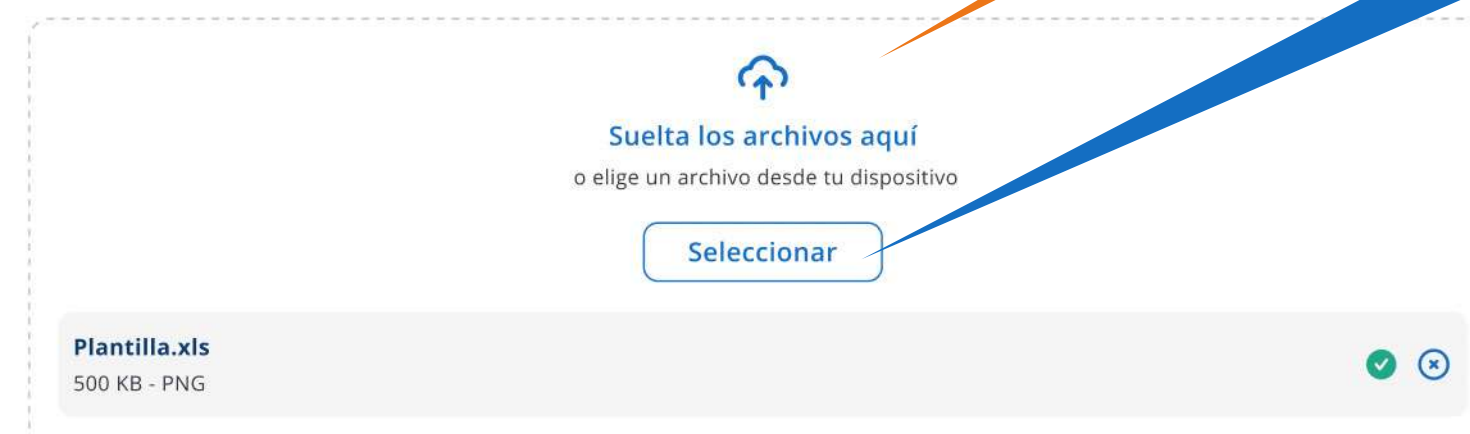 Suelta los archivos aquí
o elige un archivo desde tu dispositivo
Seleccionar
Plantilla.xls
500 KB - PNG